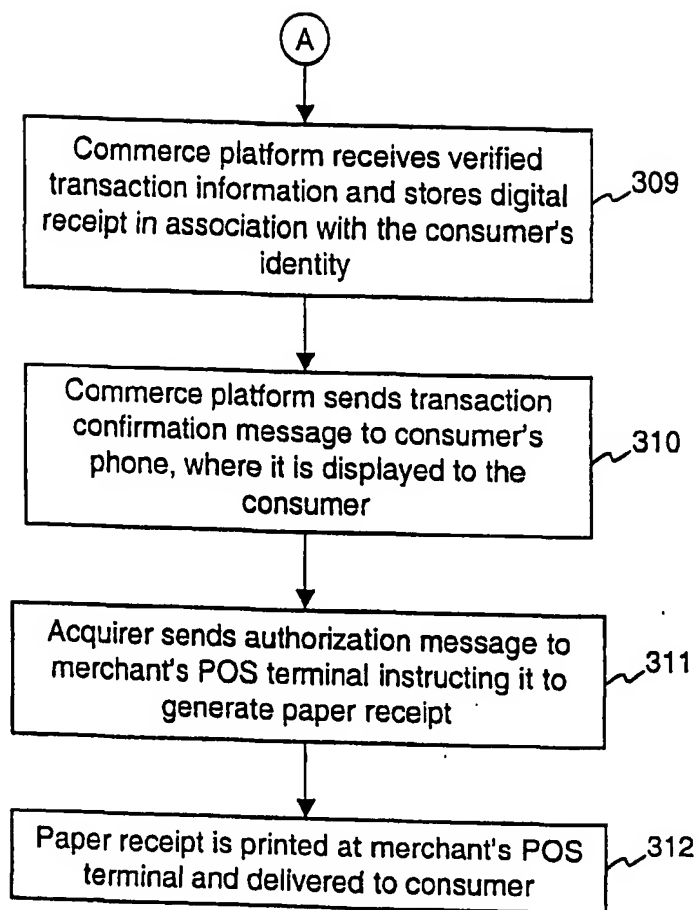 A
Commerce platform receives verified
transaction information and stores digital
receipt in association with the consumer's
identity
309
Commerce platform sends transaction
confirmation message to consumer's
phone, where it is displayed to the
consumer
310
Acquirer sends authorization message to
merchant's POS terminal instructing it to
generate paper receipt
311
Paper receipt is printed at merchant's POS
terminal and delivered to consumer
312